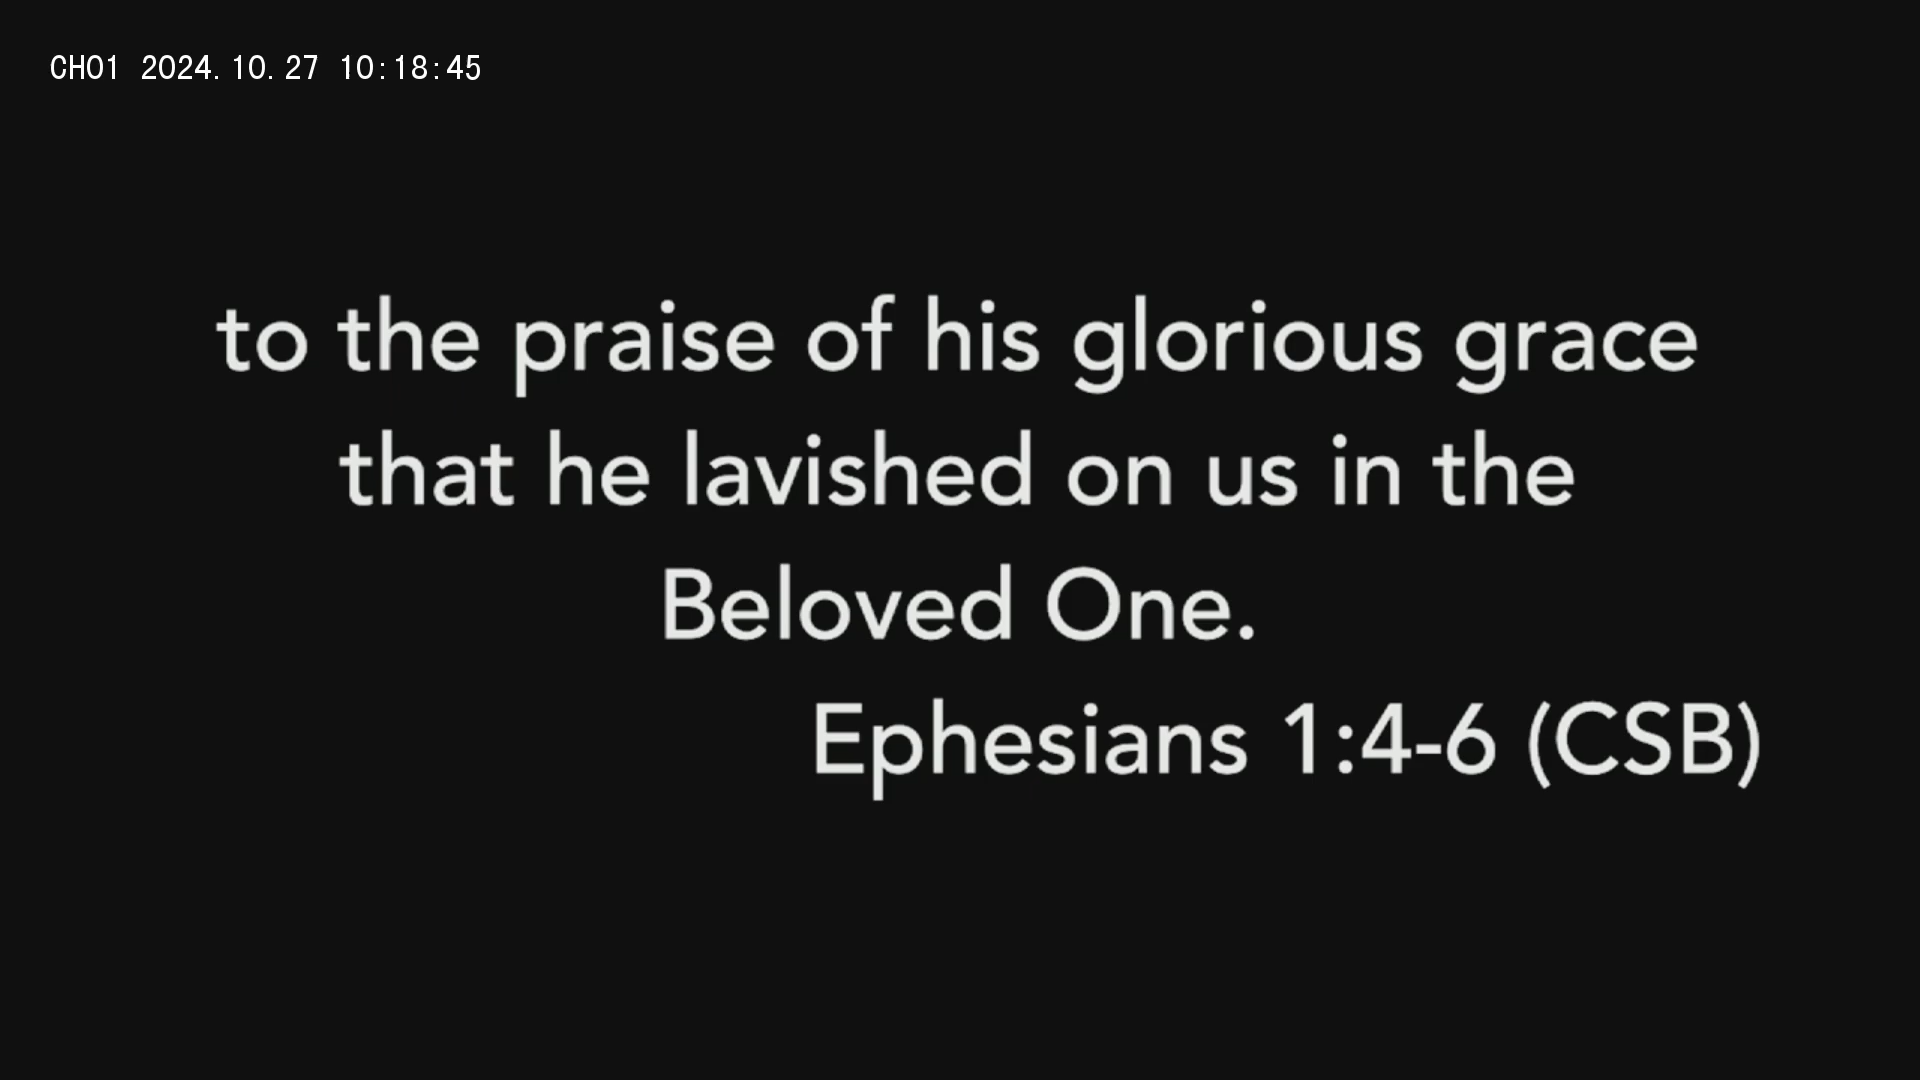 CH01 2024.10.27 10:18:45
to the praise of his glorious grace
that he lavished on us in the
Beloved One.
Ephesians 1:4-6 (CSB)